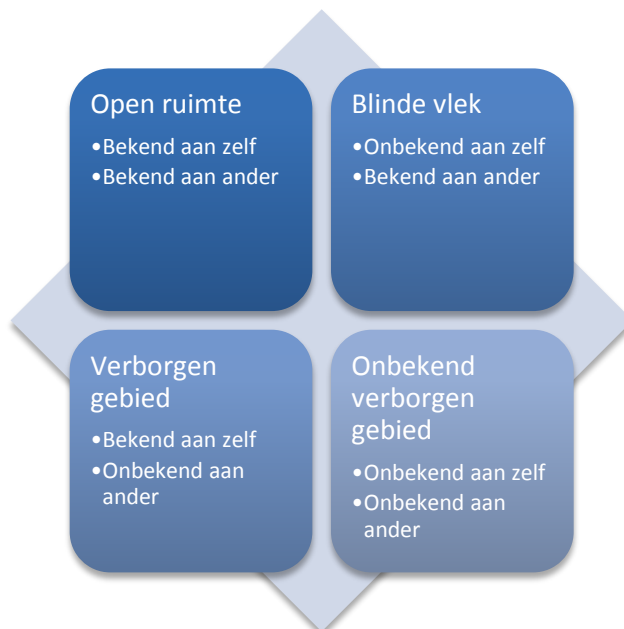 Open ruimte
•Bekend aan zelf
•Bekend aan ander
Blinde vlek
•Onbekend aan zelf
•Bekend aan ander
Verborgen
gebied
•Bekend aan zelf
•Onbekend aan
ander
Onbekend
verborgen
gebied
•Onbekend aan zelf
•Onbekend aan
ander